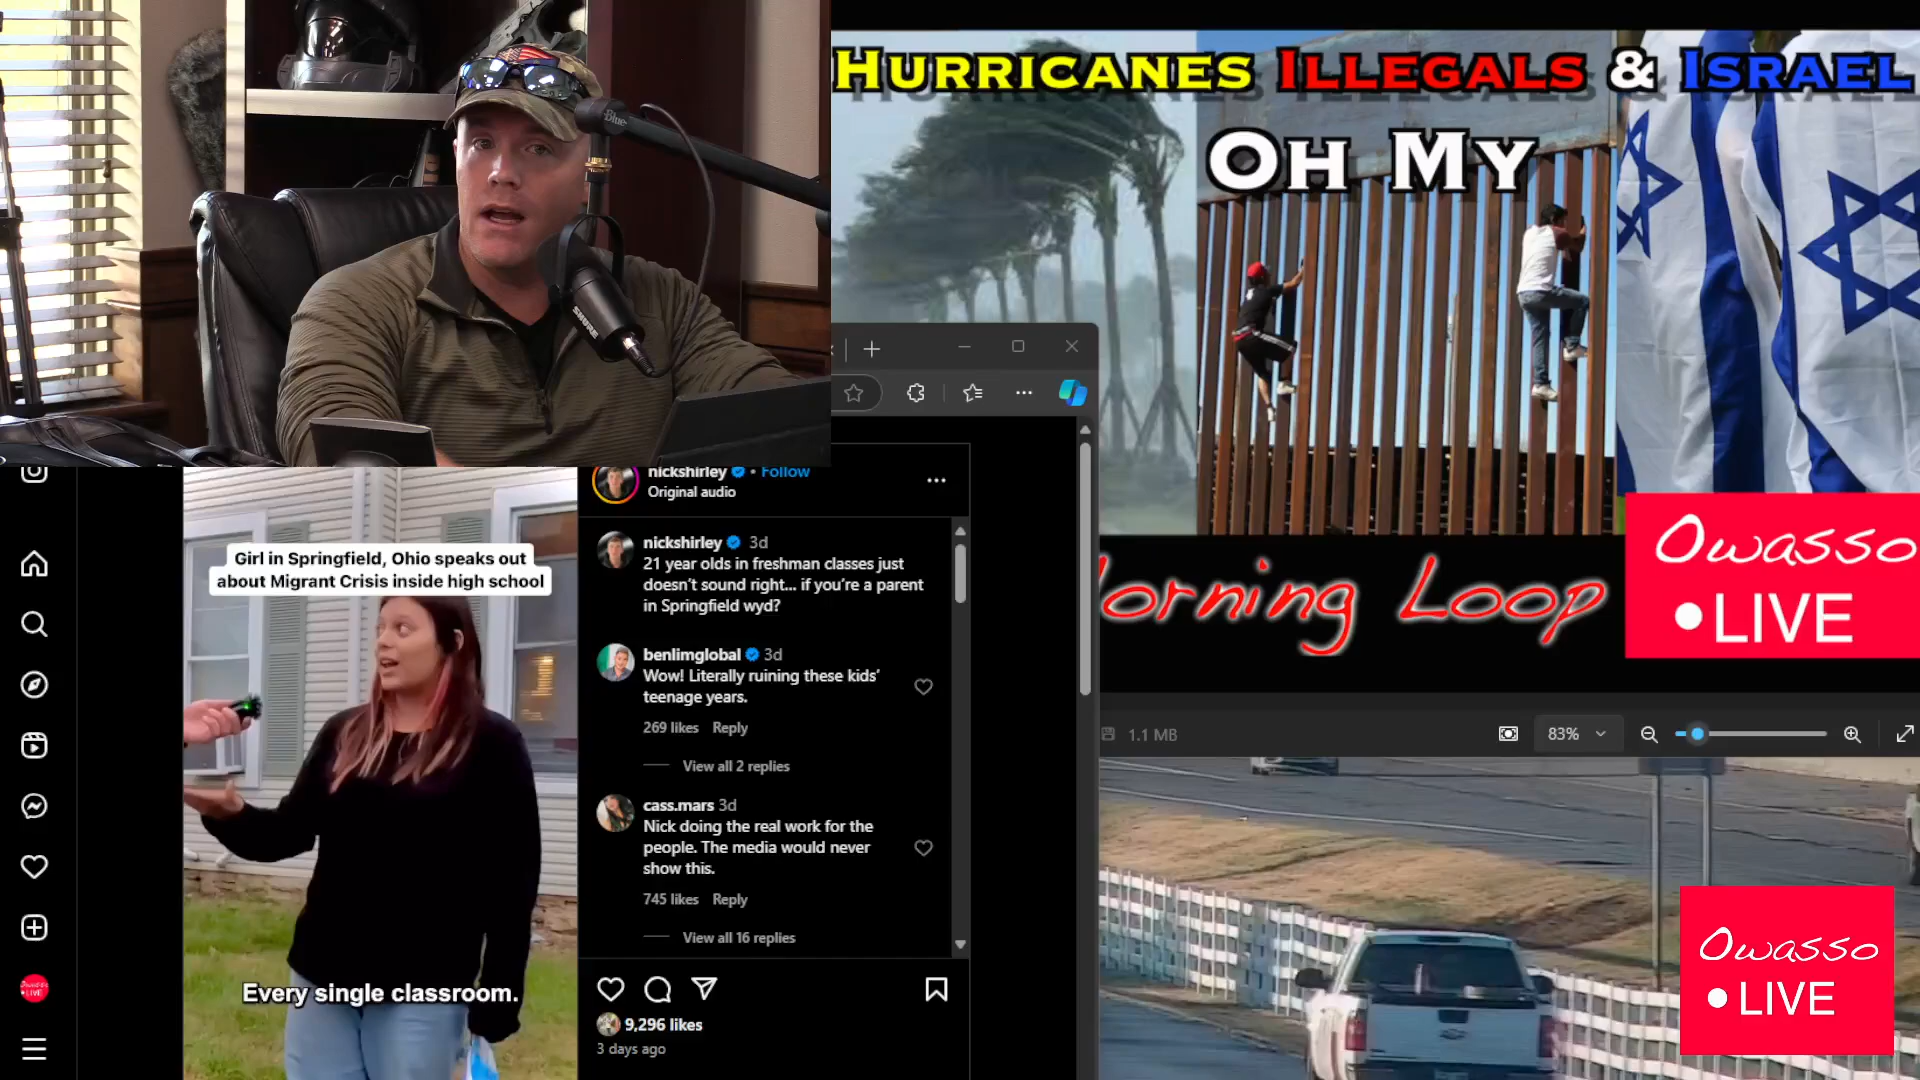 Blue
SHURE
HURRICANES ILLEGALS & ISRAEL
OH MY
nickshirley • Follow
Original audio
nickshirley 3d
21 year olds in freshman classes just
doesn't sound right... if you're a parent
in Springfield wyd?
benlimglobal 3d
Wow! Literally ruining these kids'
teenage years.
269 likes Reply
View all 2 replies
cass.mars 3d
Nick doing the real work for the
people. The media would never
show this.
745 likes Reply
View all 16 replies
9,296 likes
3 days ago
Girl in Springfield, Ohio speaks out
about Migrant Crisis inside high school
Every single classroom.
orning Loop
Owasso
LIVE
1.1 MB
83%
Owasso
LIVE